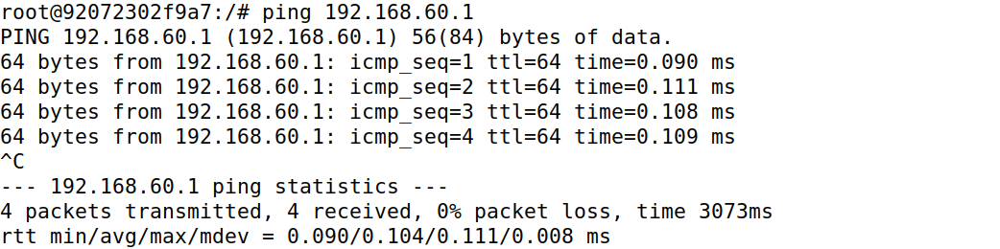 root@92072302f9a7:/# ping 192.168.60.1
PING 192.168.60.1 (192.168.60.1) 56(84) bytes of data.
64 bytes from 192.168.60.1: icmp_seq=1 ttl=64 time=0.090 ms
64 bytes from 192.168.60.1: icmp_seq=2 ttl=64 time=0.111 ms
64 bytes from 192.168.60.1: icmp_seq=3 ttl=64 time=0.108 ms
64 bytes from 192.168.60.1: icmp_seq=4 ttl=64 time=0.109 ms
^C
--- 192.168.60.1 ping statistics ---
4 packets transmitted, 4 received, 0% packet loss, time 3073ms
rtt min/avg/max/mdev = 0.090/0.104/0.111/0.008 ms